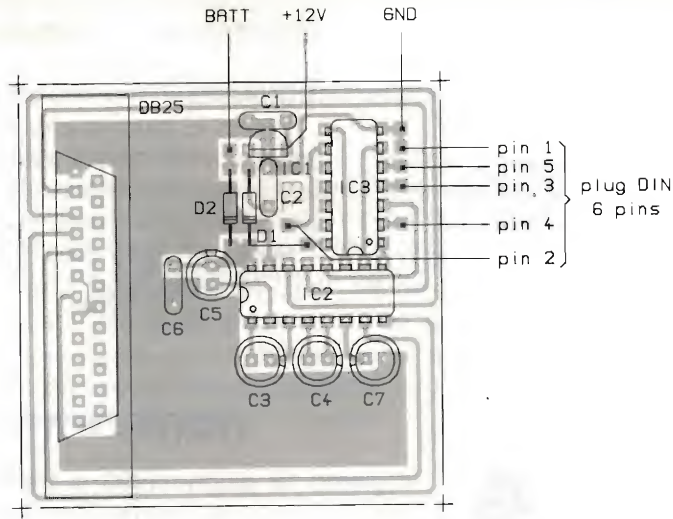 BATT +12V GND
DB25
C1
IC1
IC3
C2
D2
D1
pin 1
pin 5
pin 3
pin 4
pin 2
plug DIN
6 pins
IC2
C6
C5
C3 C4 C7